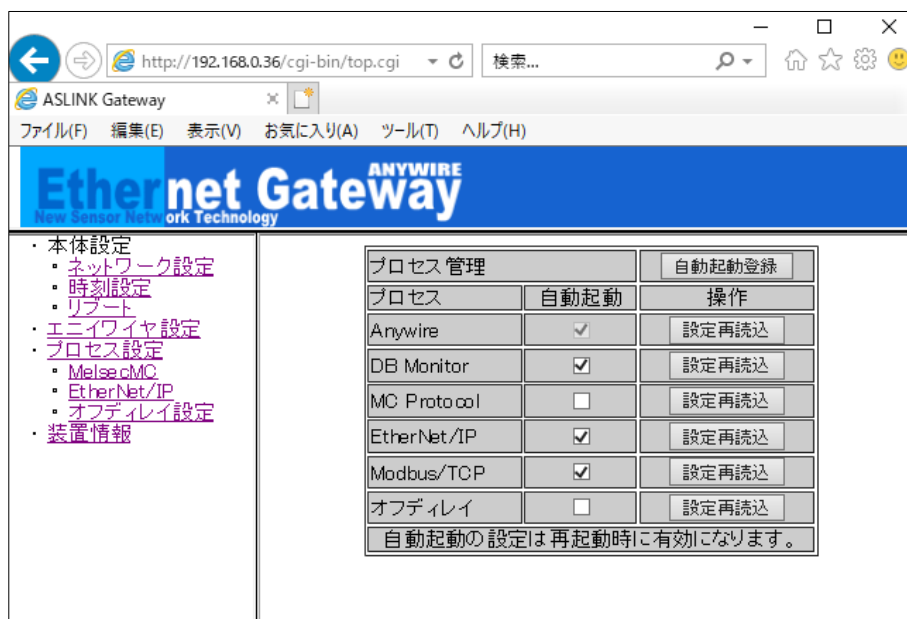 http://192.168.0.36/cgi-bin/top.cgi
検索...
ASLINK Gateway
ファイル(F) 編集(E) 表示(V) お気に入り(A) ツール(T) ヘルプ(H)
Ethernet Gateway
ANYWIRE
New Sensor Network Technology
・ 本体設定
ネットワーク設定
時刻設定
リブート
・ エニイワイヤ設定
・ プロセス設定
MelsecMC
EtherNet/IP
オフディレイ設定
・ 装置情報
プロセス管理 自動起動登録
プロセス 自動起動 操作
Anywire 設定再読込
DB Monitor 設定再読込
MC Protocol 設定再読込
EtherNet/IP 設定再読込
Modbus/TCP 設定再読込
オフディレイ 設定再読込
自動起動の設定は再起動時に有効になります。